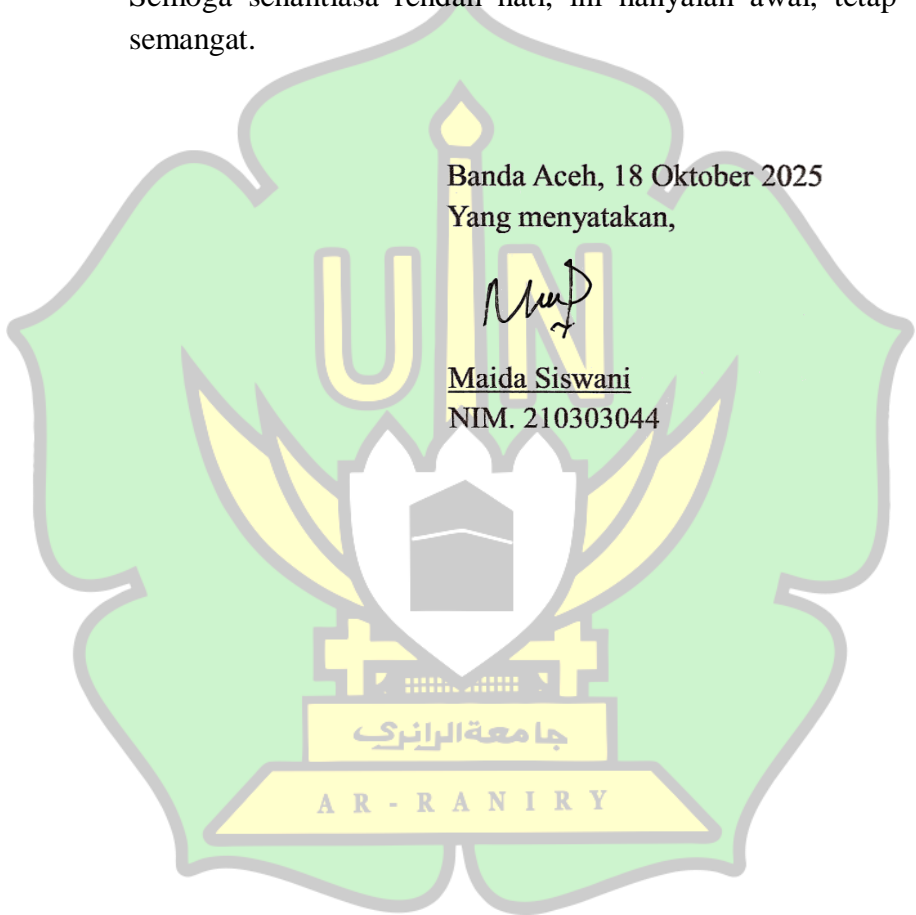 Semoga senantiasa rendah hati, ini hanyalah awal, tetap
semangat.
Banda Aceh, 18 Oktober 2025
Yang menyatakan,
Maida Siswani
NIM. 210303044
UIN
جامعة الرانري
AR-RANIRY